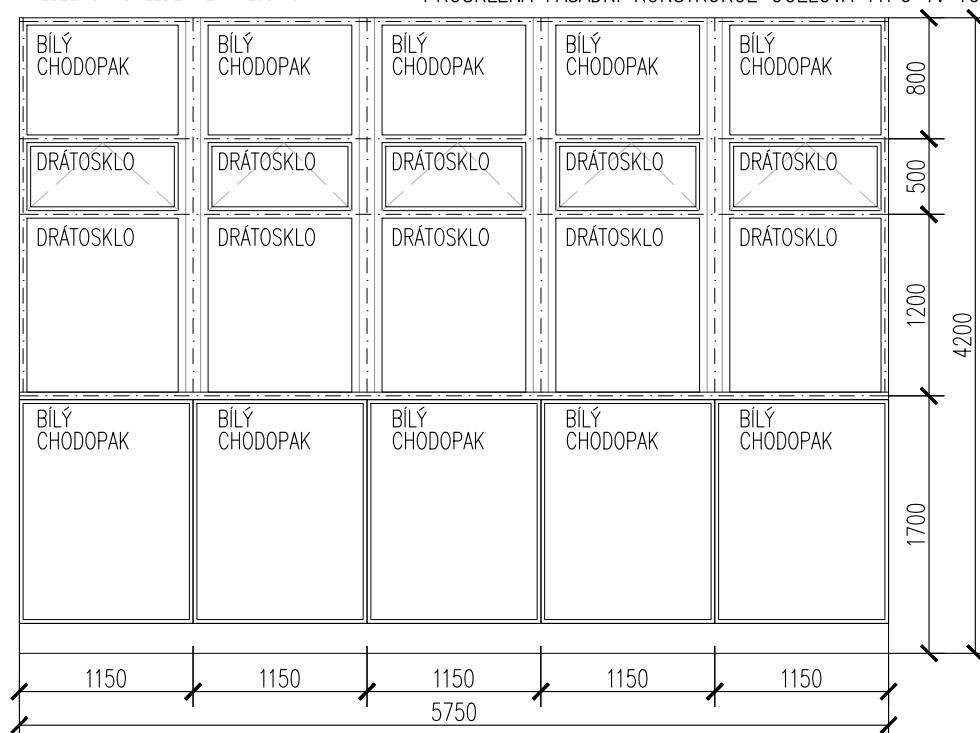 PROSKLENÁ FASÁDNÍ KONSTRUKCE OCELOVÁ TYPU
BÍLÝ BÍLÝ BÍLÝ BÍLÝ BÍLÝ
CHODOPAK CHODOPAK CHODOPAK CHODOPAK CHODOPAK
800
DRÁTOSKLO DRÁTOSKLO DRÁTOSKLO DRÁTOSKLO DRÁTOSKLO
500
DRÁTOSKLO DRÁTOSKLO DRÁTOSKLO DRÁTOSKLO DRÁTOSKLO
1200
4200
BÍLÝ BÍLÝ BÍLÝ BÍLÝ BÍLÝ
CHODOPAK CHODOPAK CHODOPAK CHODOPAK CHODOPAK
1700
1150 1150 1150 1150 1150
5750